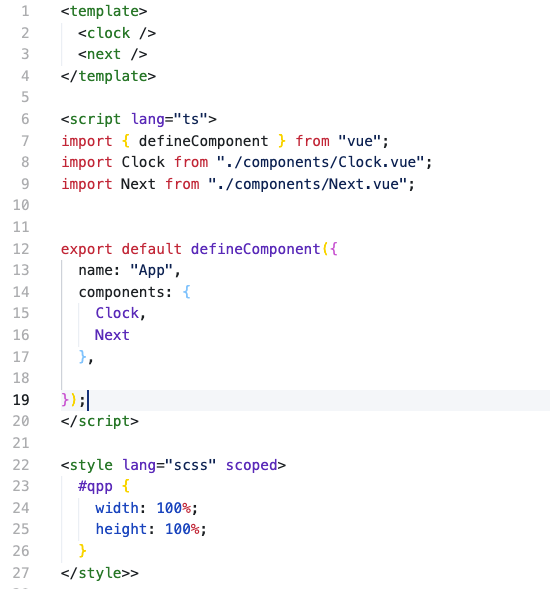 1 <template>
2   <clock />
3   <next />
4 </template>
5
6 <script lang="ts">
7 import { defineComponent } from "vue";
8 import Clock from "./components/Clock.vue";
9 import Next from "./components/Next.vue";
10
11
12 export default defineComponent({
13   name: "App",
14   components: {
15     Clock,
16     Next
17   },
18
19 });
20 </script>
21
22 <style lang="scss" scoped>
23   #qpp {
24     width: 100%;
25     height: 100%;
26   }
27 </style>>